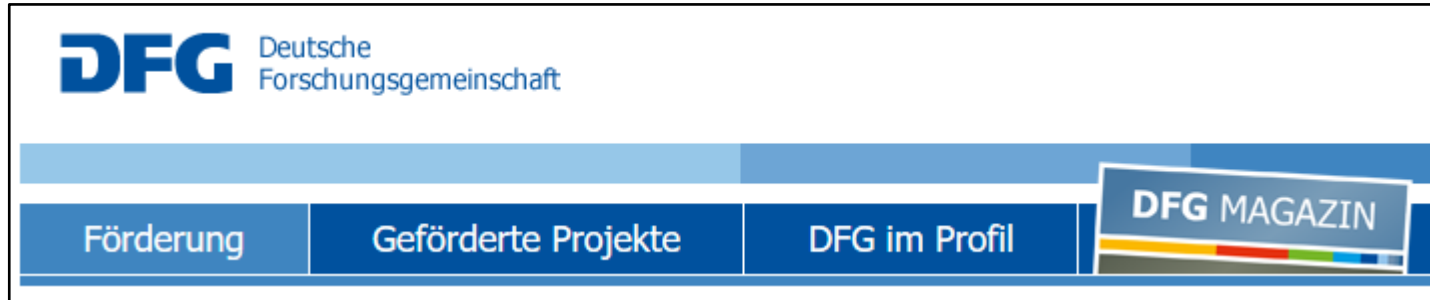 DFG Deutsche
Forschungsgemeinschaft
Förderung Geförderte Projekte DFG im Profil DFG MAGAZIN